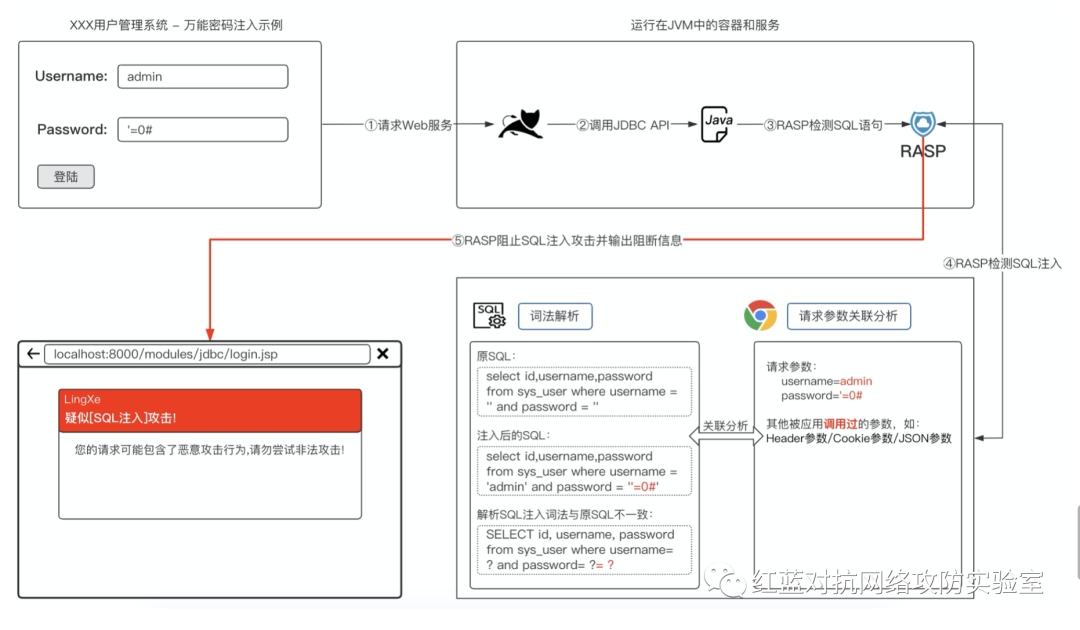 XXX用户管理系统 – 万能密码注入示例
Username:
admin
Password:
'=0#
登陆
①请求Web服务
运行在JVM中的容器和服务
②调用JDBC API
Java
③RASP检测SQL语句
RASP
④RASP检测SQL注入
⑤RASP阻止SQL注入攻击并输出阻断信息
localhost:8000/modules/jdbc/login.jsp
LingXe
疑似[SQL注入]攻击!
您的请求可能包含了恶意攻击行为,请勿尝试非法攻击!
SQL
词法解析
原SQL:
select id,username,password
from sys_user where username =
'' and password = ''
注入后的SQL:
select id,username,password
from sys_user where username =
'admin' and password = ''=0#'
解析SQL注入词法与原SQL不一致:
SELECT id, username, password
from sys_user where username=
? and password= ?= ?
关联分析
请求参数关联分析
请求参数:
username=admin
password='=0#
其他被应用调用过的参数，如:
Header参数/Cookie参数/JSON参数
红蓝对抗网络攻防实验室